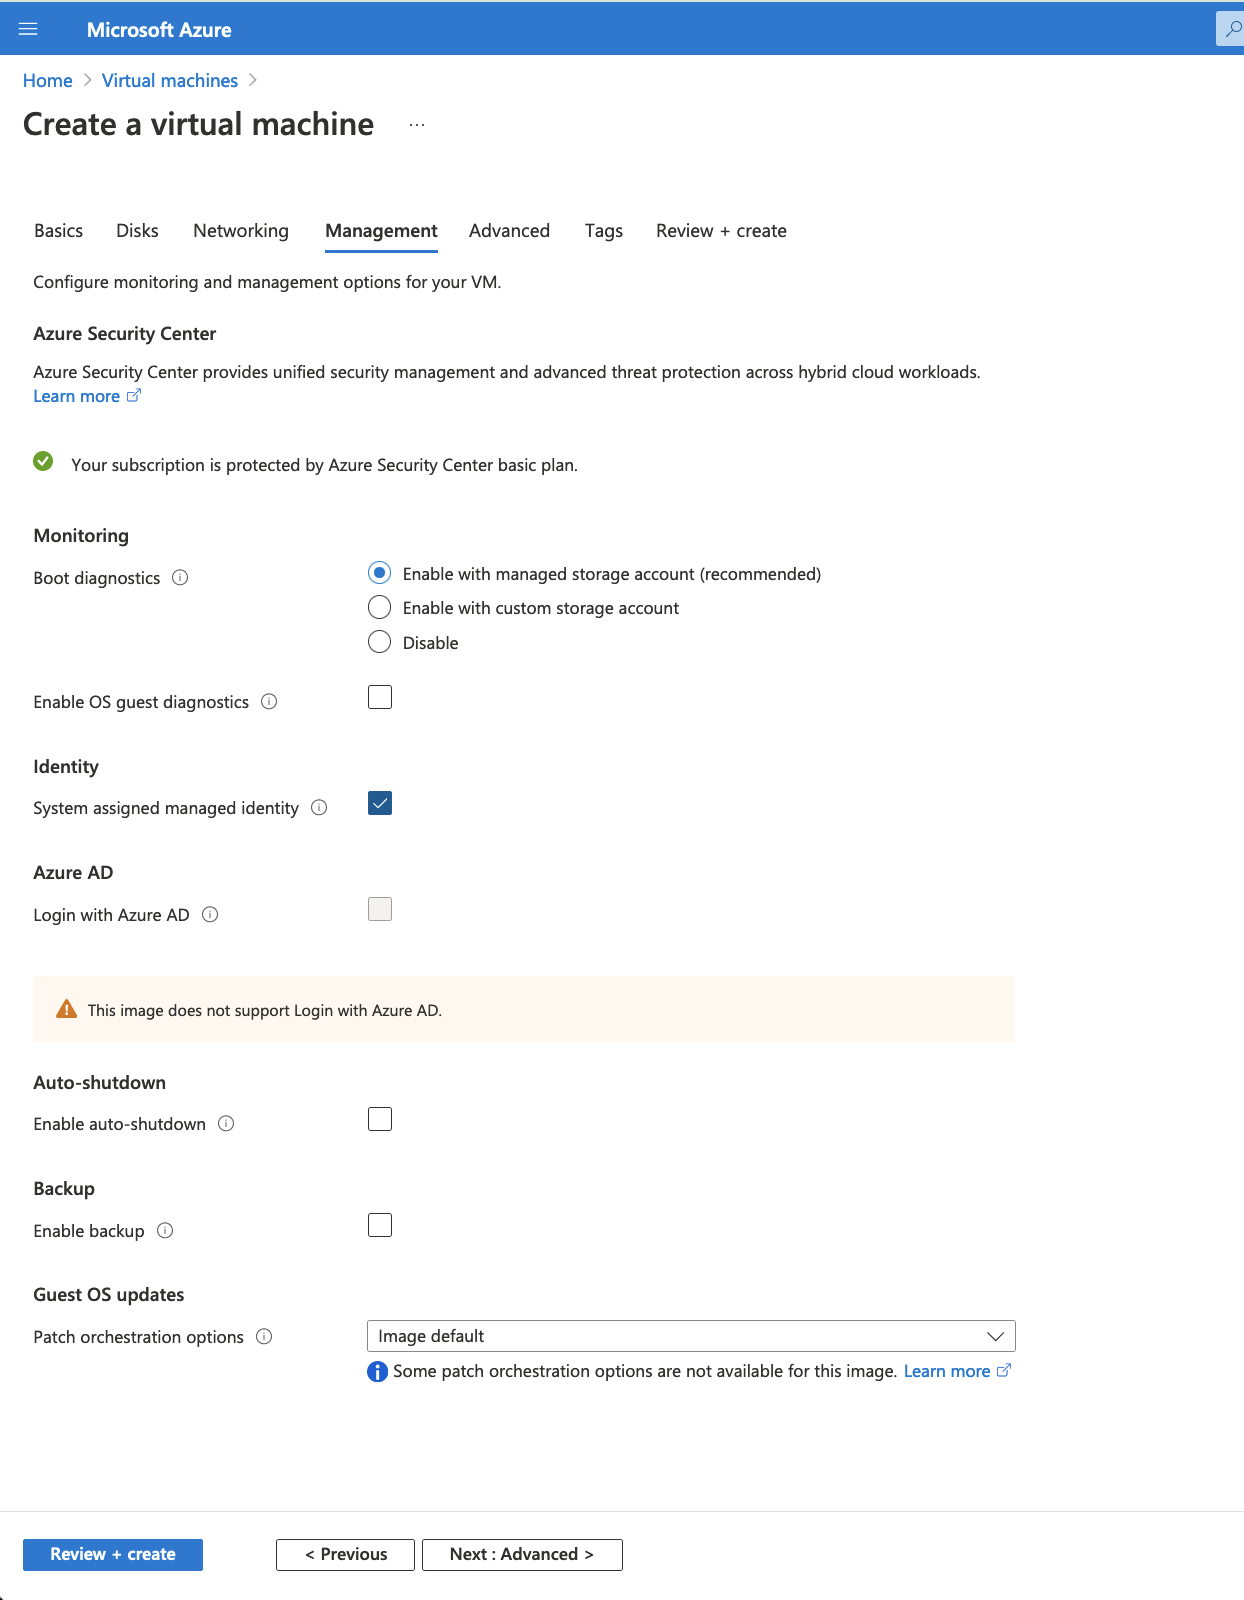 Microsoft Azure
Home > Virtual machines >
Create a virtual machine ...
Basics Disks Networking Management Advanced Tags Review + create
Configure monitoring and management options for your VM.
Azure Security Center
Azure Security Center provides unified security management and advanced threat protection across hybrid cloud workloads.
Learn more
Your subscription is protected by Azure Security Center basic plan.
Monitoring
Boot diagnostics
Enable with managed storage account (recommended)
Enable with custom storage account
Disable
Enable OS guest diagnostics
Identity
System assigned managed identity
Azure AD
Login with Azure AD
This image does not support Login with Azure AD.
Auto-shutdown
Enable auto-shutdown
Backup
Enable backup
Guest OS updates
Patch orchestration options
Image default
Some patch orchestration options are not available for this image. Learn more
Review + create < Previous Next : Advanced >